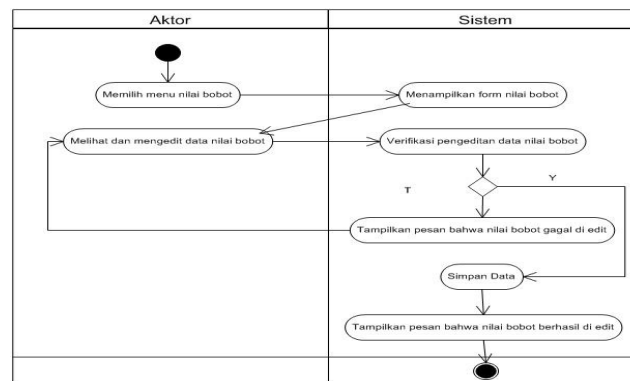 Aktor
Sistem
Memilih menu nilai bobot
Menampilkan form nilai bobot
Melihat dan mengedit data nilai bobot
Verifikasi pengeditan data nilai bobot
T
Y
Tampilkan pesan bahwa nilai bobot gagal di edit
Simpan Data
Tampilkan pesan bahwa nilai bobot berhasil di edit